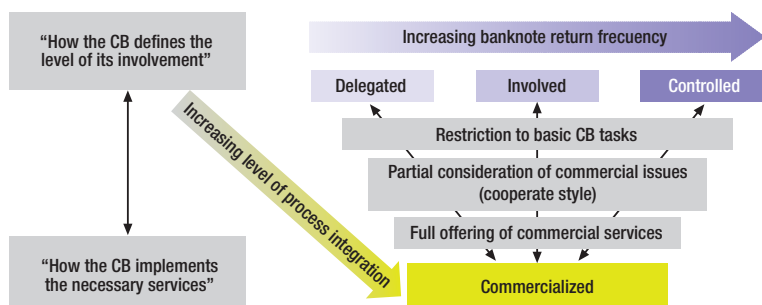 “How the CB defines the
level of its involvement”
Increasing banknote return frecuency
Delegated
Involved
Controlled
Increasing level of process integration
Restriction to basic CB tasks
Partial consideration of commercial issues
(cooperate style)
Full offering of commercial services
“How the CB implements
the necessary services”
Commercialized